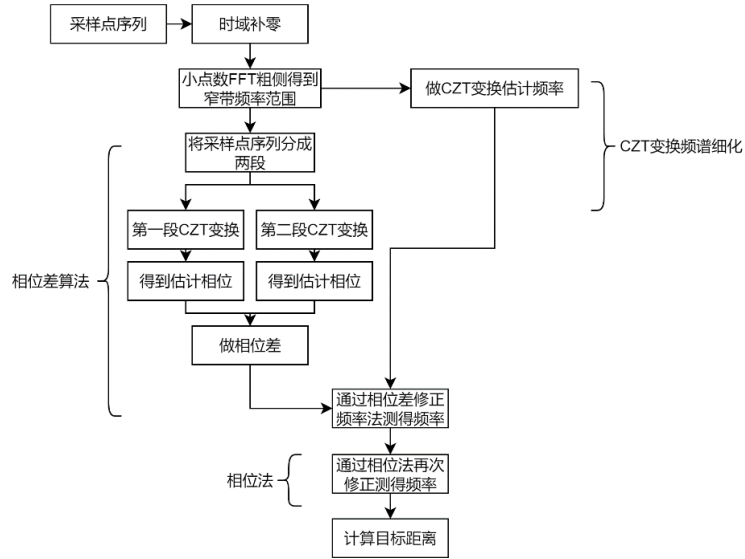 采样点序列
时域补零
小点数FFT粗侧得到
窄带频率范围
做CZT变换估计频率
CZT变换频谱细化
将采样点序列分成
两段
第一段CZT变换
第二段CZT变换
相位差算法
得到估计相位
得到估计相位
做相位差
通过相位差修正
频率法测得频率
相位法
通过相位法再次
修正测得频率
计算目标距离